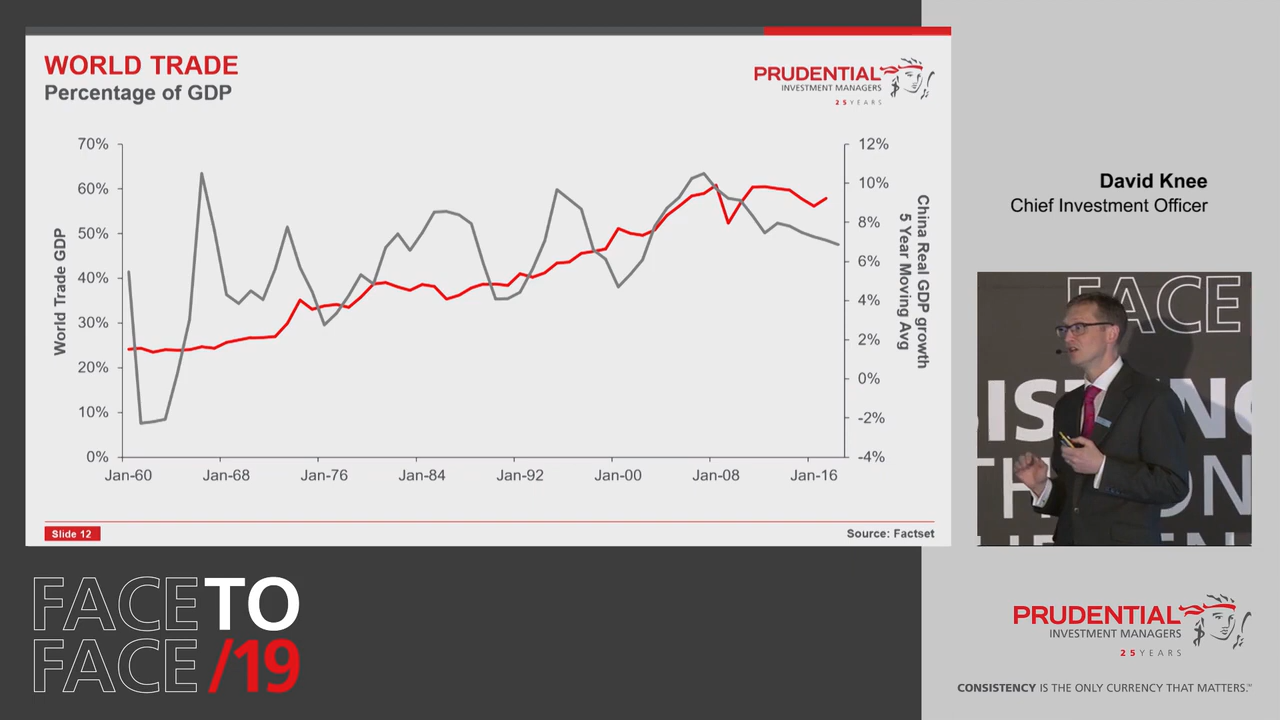 WORLD TRADE
Percentage of GDP
PRUDENTIAL
INVESTMENT MANAGERS
25 YEARS
70%
60%
50%
40%
30%
20%
10%
0%
World Trade GDP
12%
10%
8%
6%
4%
2%
0%
-2%
-4%
China Real GDP growth
5 Year Moving Avg
Jan-60
Jan-68
Jan-76
Jan-84
Jan-92
Jan-00
Jan-08
Jan-16
Slide 12
Source: Factset
David Knee
Chief Investment Officer
FACE
FACE TO
FACE /19
PRUDENTIAL
INVESTMENT MANAGERS
25 YEARS
CONSISTENCY IS THE ONLY CURRENCY THAT MATTERS.™